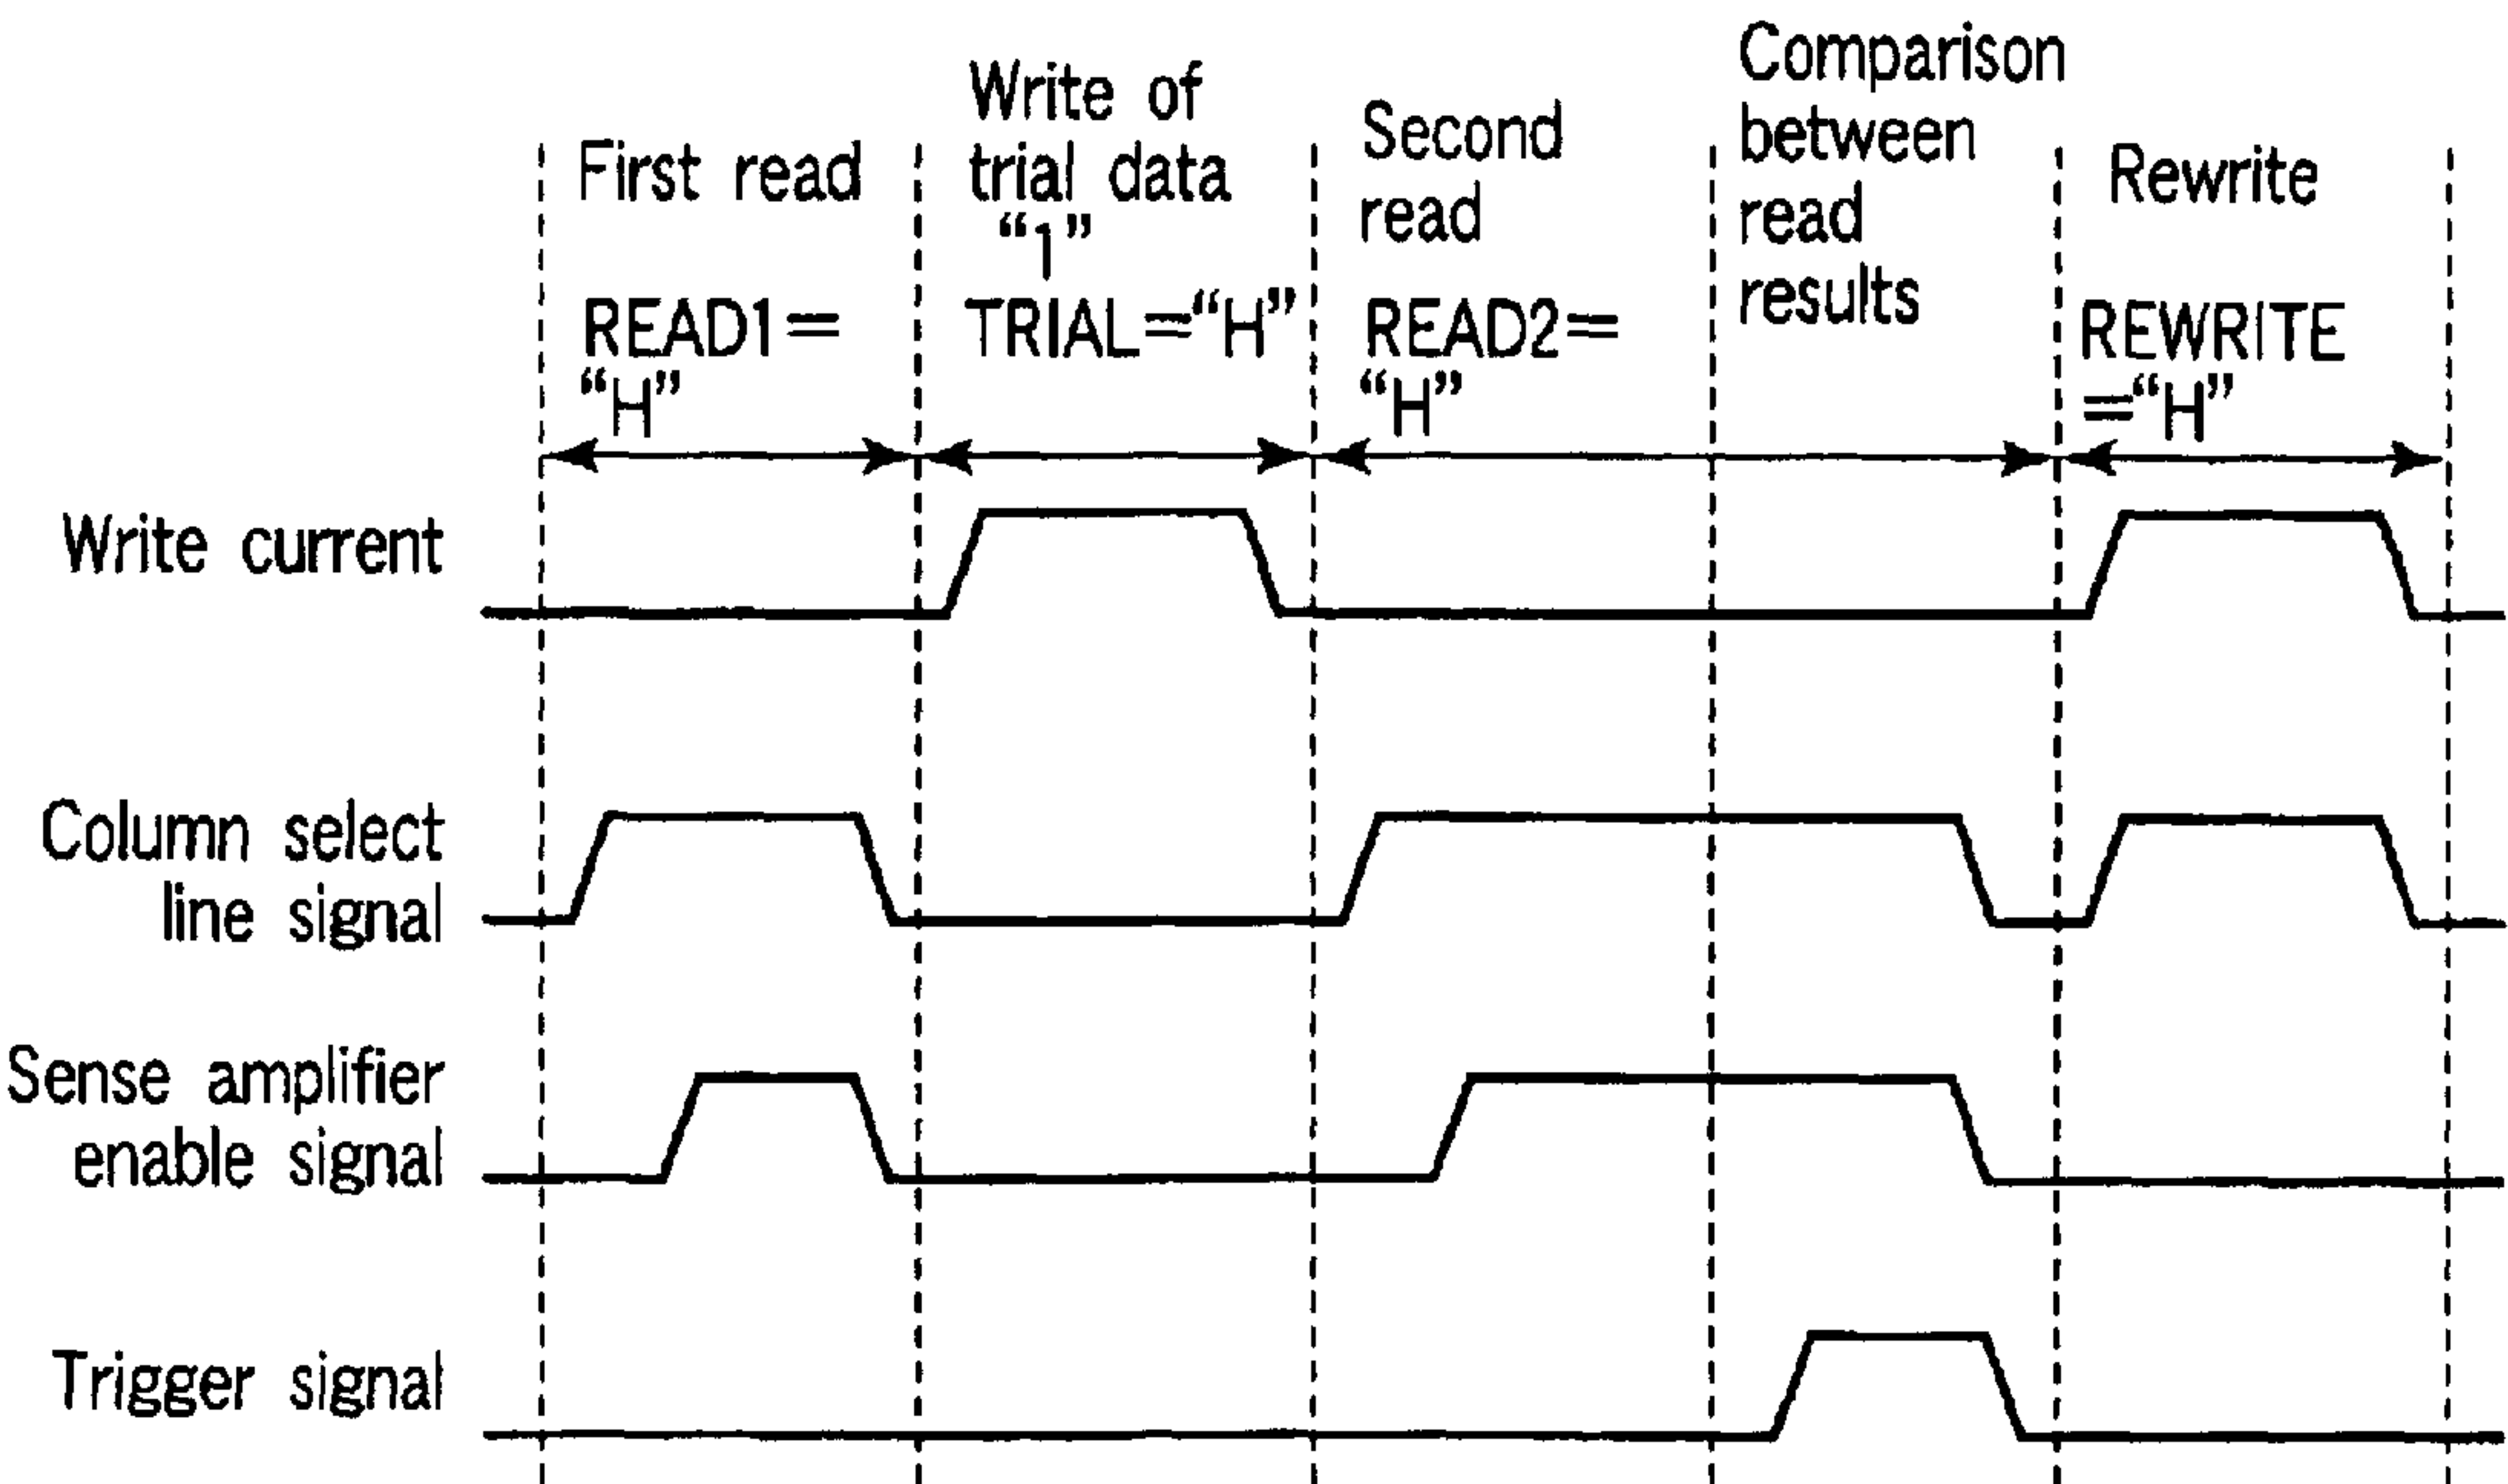 First read
READ1=
“H”
Write of
trial data
“1”
TRIAL=“H”
Second
read
READ2=
“H”
Comparison
between
read
results
Rewrite
REWRITE
=“H”
Write current
Column select
line signal
Sense amplifier
enable signal
Trigger signal